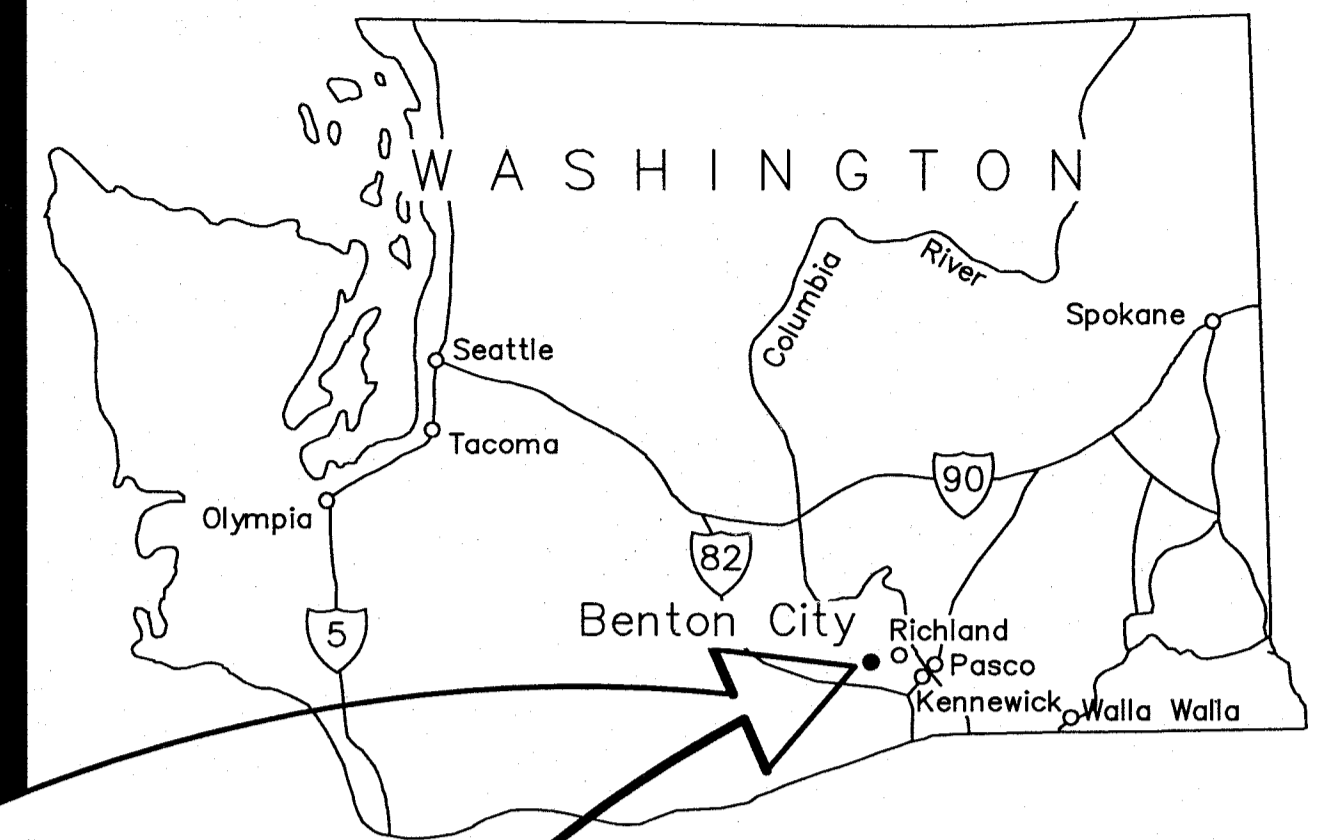 WASHINGTON
Columbia
River
Spokane
Seattle
Tacoma
90
Olympia
82
5
Benton City
Richland
Pasco
Kennewick
Walla Walla